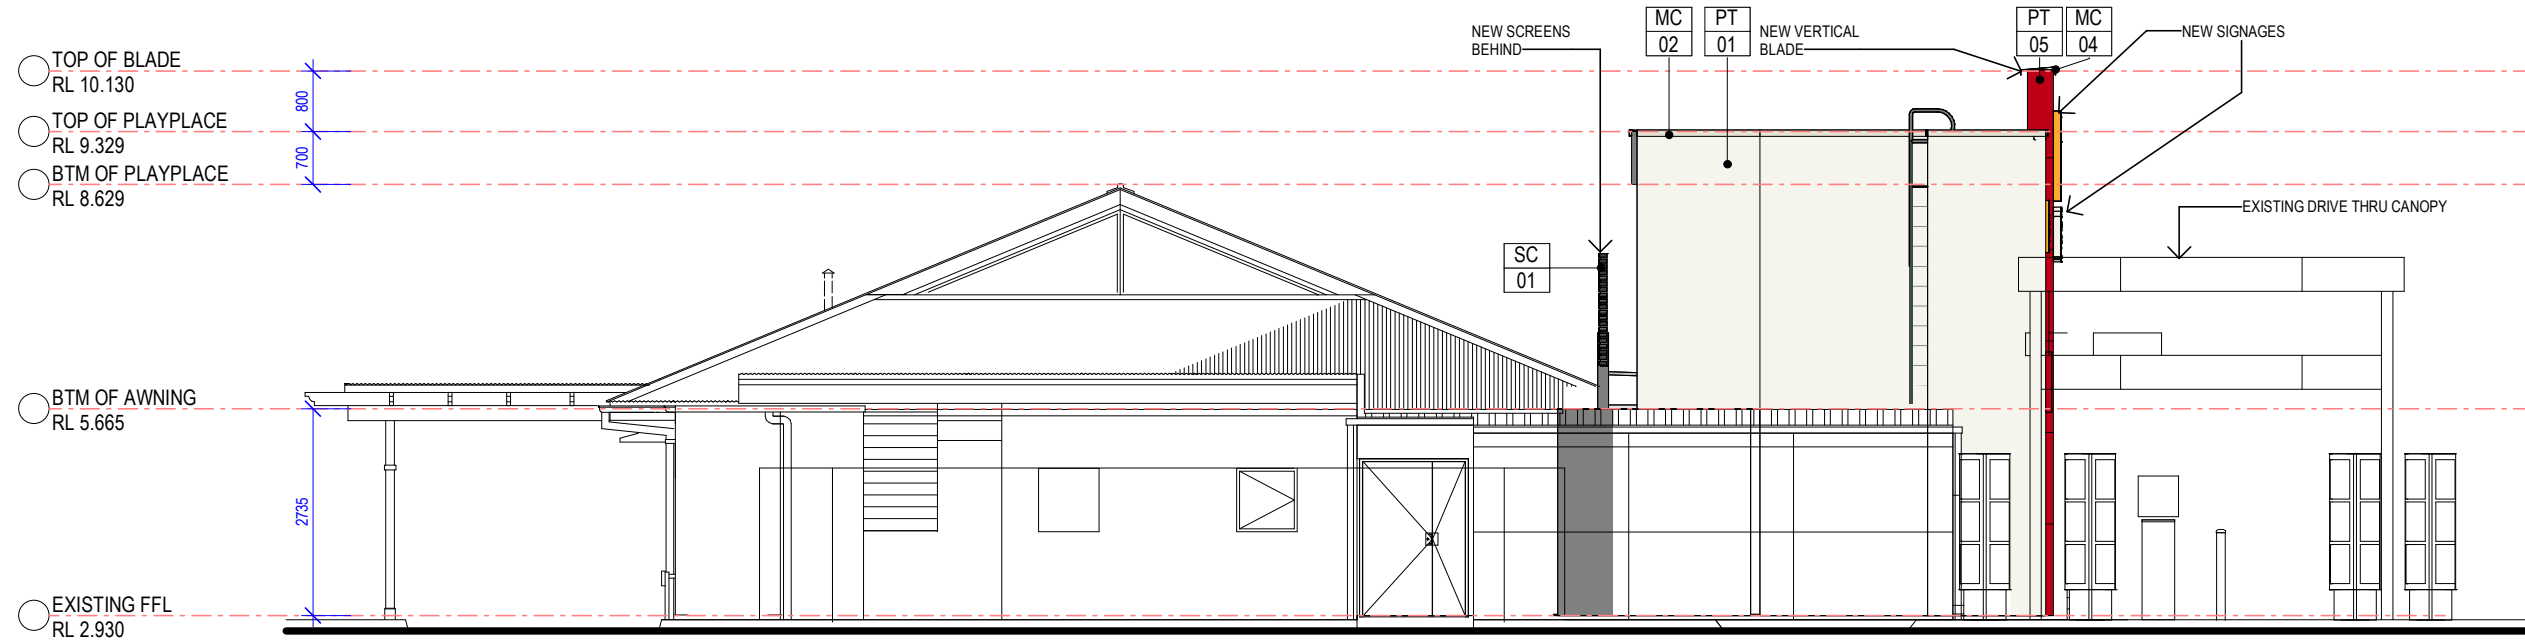 TOP OF BLADE
RL 10.130
TOP OF PLAYPLACE
RL 9.329
BTM OF PLAYPLACE
RL 8.629
BTM OF AWNING
RL 5.665
EXISTING FFL
RL 2.930
800
700
2735
NEW SCREENS
BEHIND
MC
02
PT
01
NEW VERTICAL
BLADE
PT
05
MC
04
NEW SIGNAGES
EXISTING DRIVE THRU CANOPY
SC
01